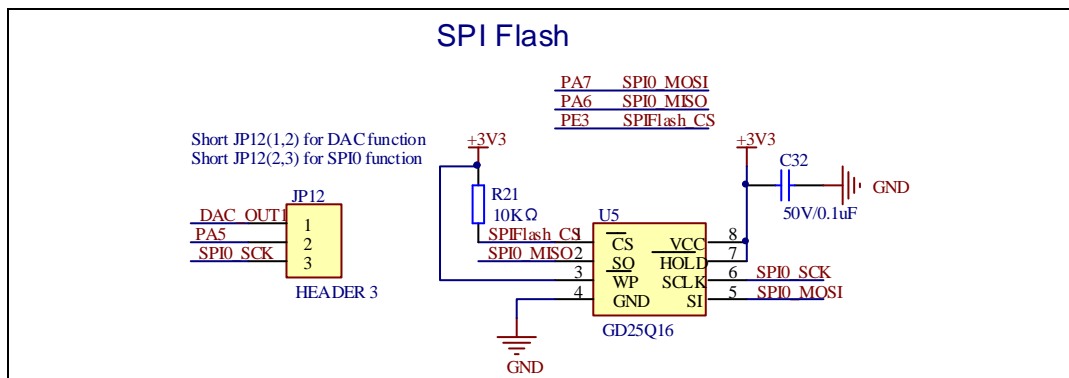 SPI Flash
PA7 SPI0_MOSI
PA6 SPI0_MISO
PE3 SPIFlash_CS
Short JP12(1,2) for DAC function
Short JP12(2,3) for SPI0 function
+3V3
+3V3
C32
GND
50V/0.1uF
JP12
R21
10KΩ
U5
DAC_OUT1 1
PA5 2
SPI0_SCK 3
HEADER 3
SPIFlash_CS 1 CS VCC 8
SPI0_MISO 2 SO HOLD 7
3 WP SCLK 6 SPI0_SCK
4 GND SI 5 SPI0_MOSI
GD25Q16
GND